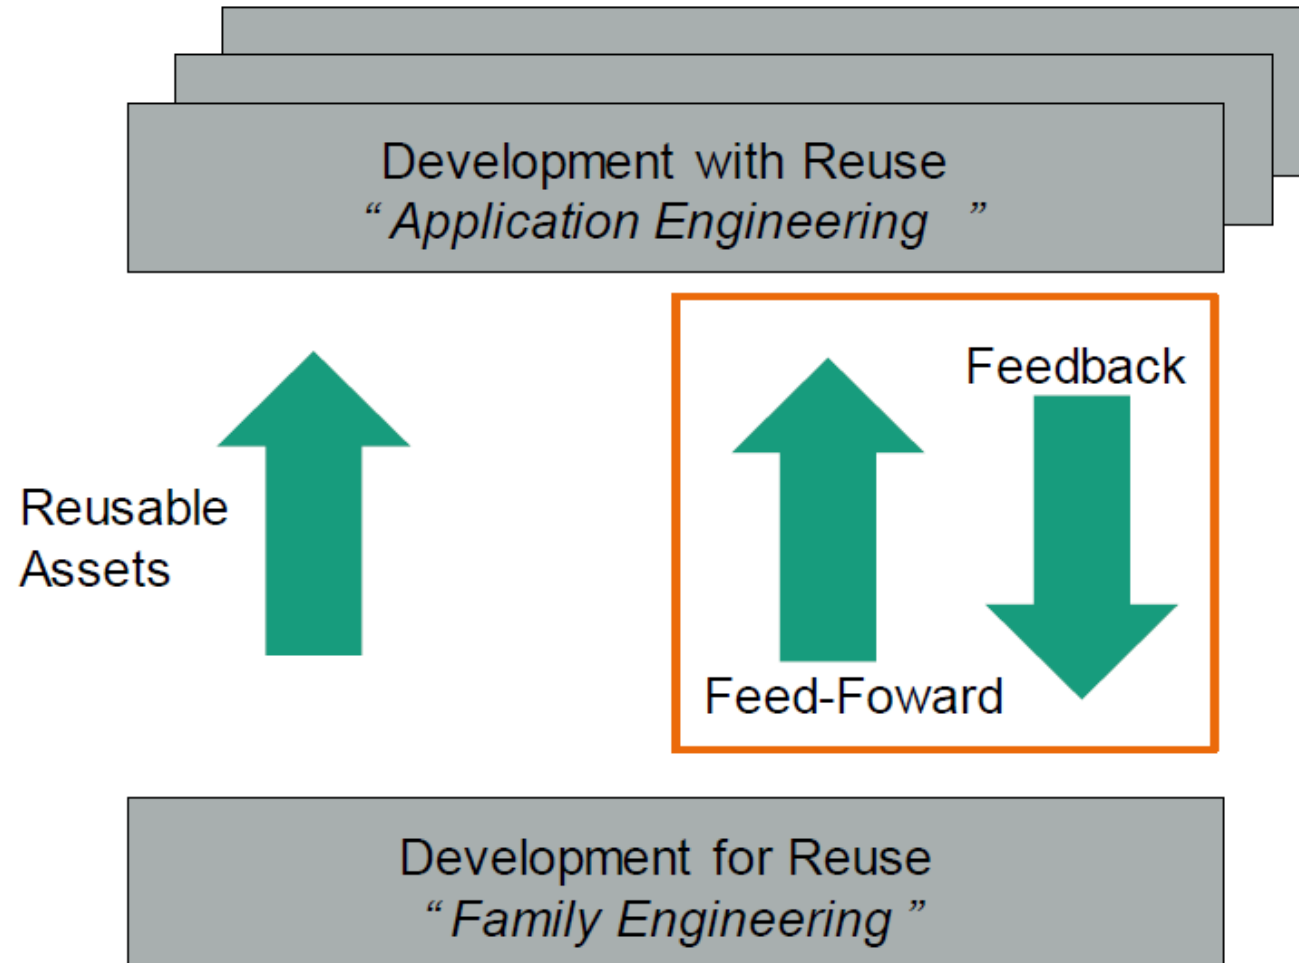 Development with Reuse
“ Application Engineering ”
Feedback
Reusable
Assets
Feed-Foward
Development for Reuse
“ Family Engineering ”